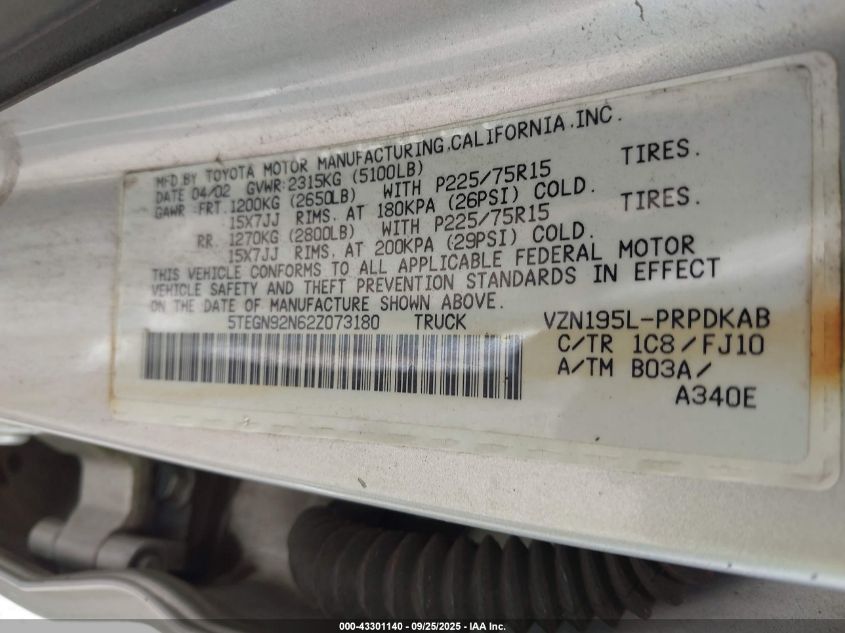 MFD.BY TOYOTA MOTOR MANUFACTURING,CALIFORNIA,INC.
DATE 04/02 GVWR:2315KG (5100LB)
GAWR FRT.1200KG (2650LB) WITH P225/75R15 TIRES.
15X7JJ RIMS. AT 180KPA (26PSI) COLD.
RR. 1270KG (2800LB) WITH P225/75R15 TIRES.
15X7JJ RIMS. AT 200KPA (29PSI) COLD.
THIS VEHICLE CONFORMS TO ALL APPLICABLE FEDERAL MOTOR
VEHICLE SAFETY AND THEFT PREVENTION STANDARDS IN EFFECT
ON THE DATE OF MANUFACTURE SHOWN ABOVE.
5TEGN92N62Z073180 TRUCK VZN195L-PRPDKAB
C/TR 1C8/FJ10
A/TM B03A/
A340E
000-43301140 - 09/25/2025 - IAA Inc.